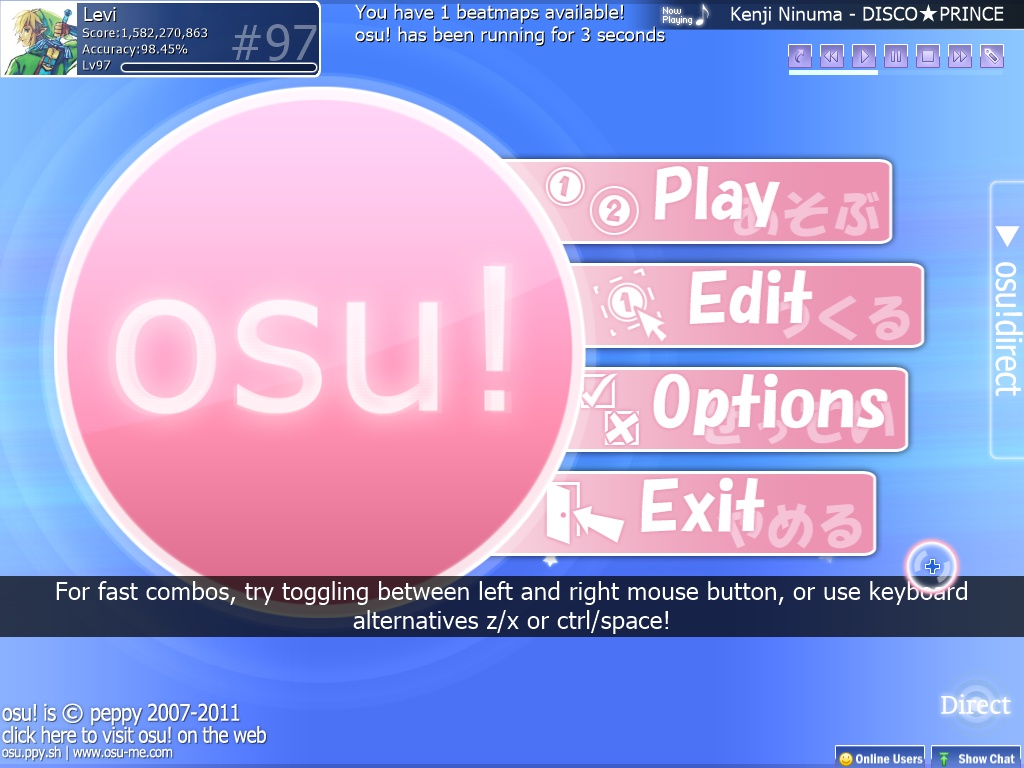 Levi
Score:1,582,270,863
Accuracy:98.45%
Lv97
#97
You have 1 beatmaps available!
osu! has been running for 3 seconds
Now Playing
Kenji Ninuma - DISCO★PRINCE
osu!
1 2 Play あそぶ
1 Edit つくる
Options せってい
Exit やめる
osu!direct
For fast combos, try toggling between left and right mouse button, or use keyboard
alternatives z/x or ctrl/space!
osu! is © peppy 2007-2011
click here to visit osu! on the web
osu.ppy.sh | www.osu-me.com
Direct
Online Users
Show Chat